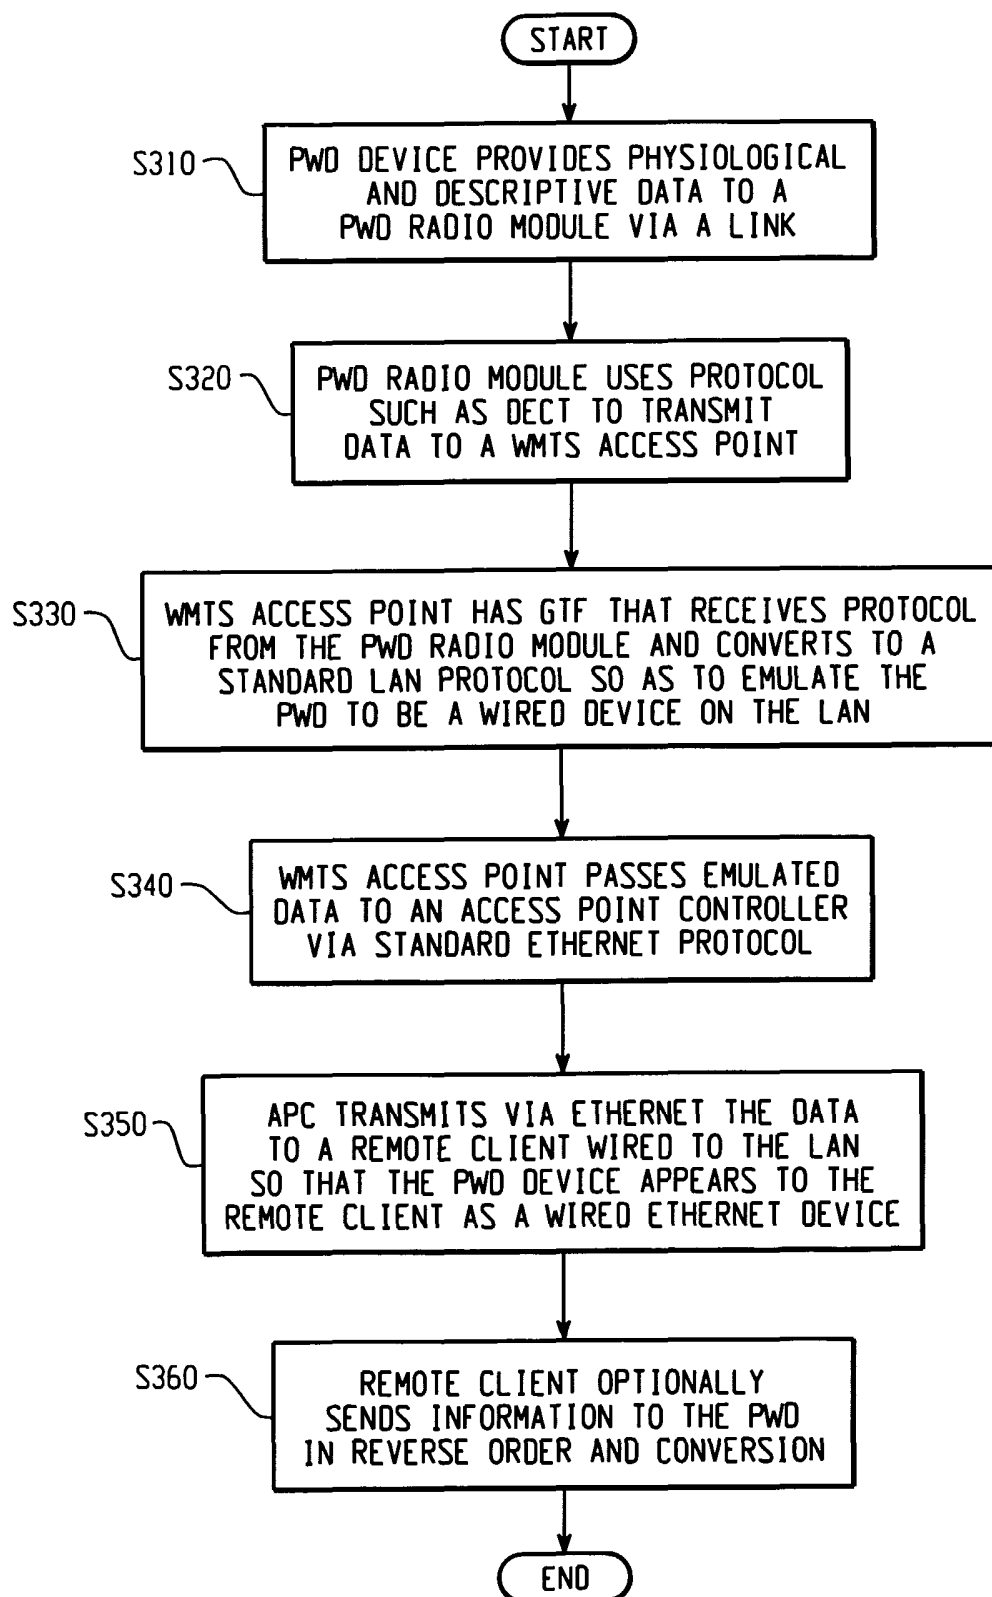 START
S310
PWD DEVICE PROVIDES PHYSIOLOGICAL
AND DESCRIPTIVE DATA TO A
PWD RADIO MODULE VIA A LINK
S320
PWD RADIO MODULE USES PROTOCOL
SUCH AS DECT TO TRANSMIT
DATA TO A WMTS ACCESS POINT
S330
WMTS ACCESS POINT HAS GTF THAT RECEIVES PROTOCOL
FROM THE PWD RADIO MODULE AND CONVERTS TO A
STANDARD LAN PROTOCOL SO AS TO EMULATE THE
PWD TO BE A WIRED DEVICE ON THE LAN
S340
WMTS ACCESS POINT PASSES EMULATED
DATA TO AN ACCESS POINT CONTROLLER
VIA STANDARD ETHERNET PROTOCOL
S350
APC TRANSMITS VIA ETHERNET THE DATA
TO A REMOTE CLIENT WIRED TO THE LAN
SO THAT THE PWD DEVICE APPEARS TO THE
REMOTE CLIENT AS A WIRED ETHERNET DEVICE
S360
REMOTE CLIENT OPTIONALLY
SENDS INFORMATION TO THE PWD
IN REVERSE ORDER AND CONVERSION
END